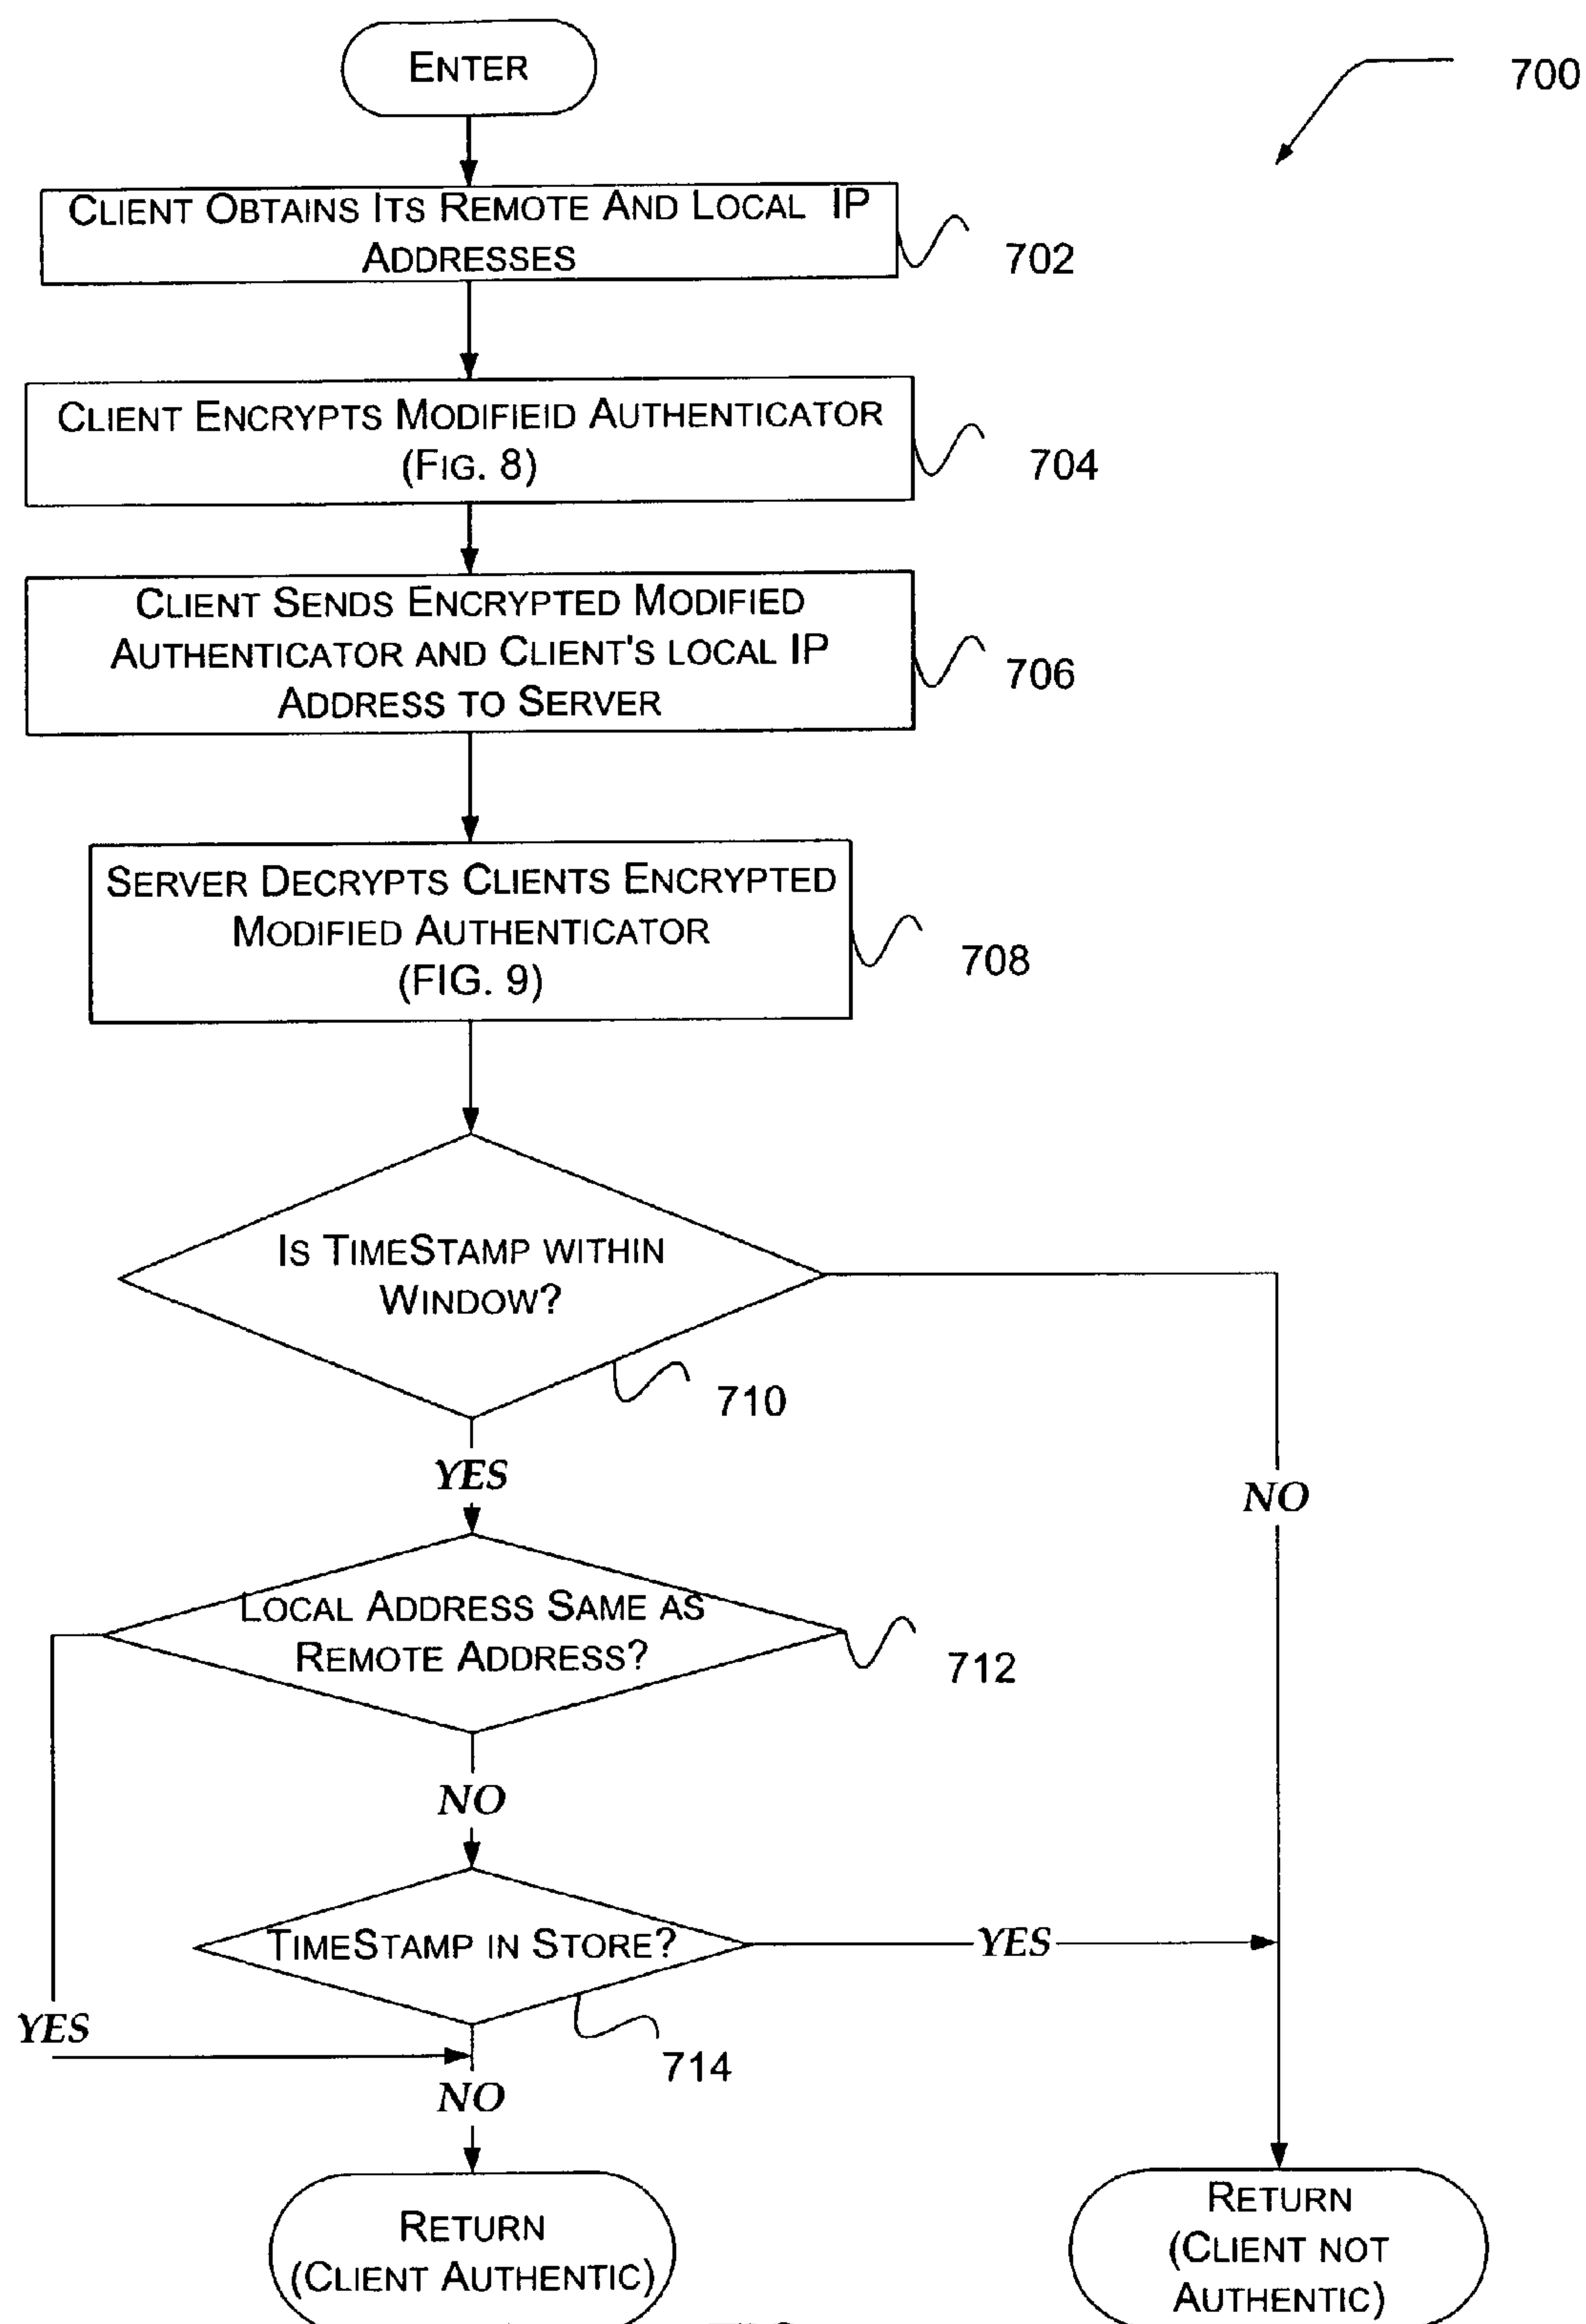 ENTER
700
CLIENT OBTAINS ITS REMOTE AND LOCAL IP
ADDRESSES
702
CLIENT ENCRYPTS MODIFIEID AUTHENTICATOR
(FIG. 8)
704
CLIENT SENDS ENCRYPTED MODIFIED
AUTHENTICATOR AND CLIENT'S LOCAL IP
ADDRESS TO SERVER
706
SERVER DECRYPTS CLIENTS ENCRYPTED
MODIFIED AUTHENTICATOR
(FIG. 9)
708
IS TIMESTAMP WITHIN
WINDOW?
710
YES
NO
LOCAL ADDRESS SAME AS
REMOTE ADDRESS?
712
NO
TIMESTAMP IN STORE?
YES
714
YES
NO
RETURN
(CLIENT AUTHENTIC)
RETURN
(CLIENT NOT
AUTHENTIC)